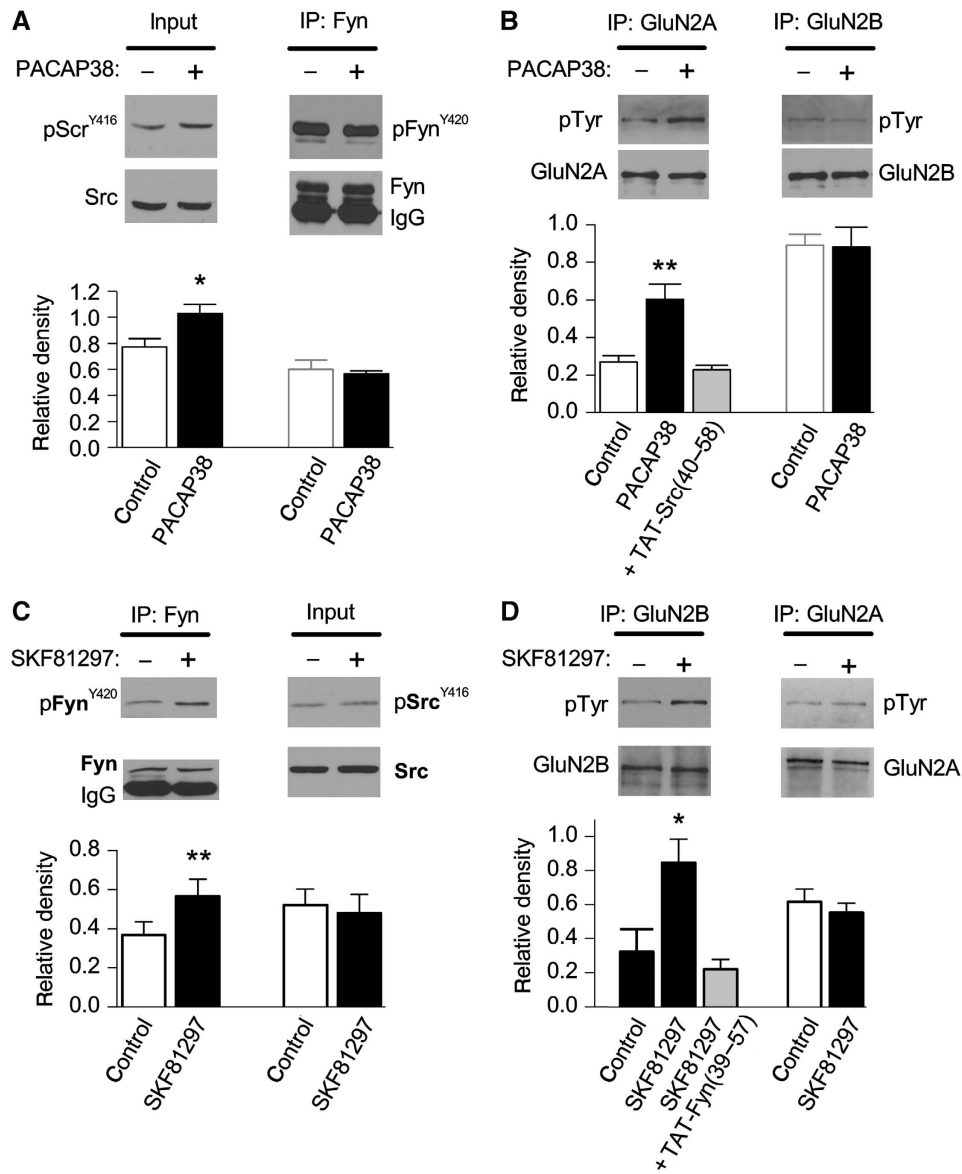 A
Input
IP: Fyn
PACAP38: – + – +
pScr^Y416
pFyn^Y420
Src
Fyn
IgG
Relative density
1.2
1.0
0.8
0.6
0.4
0.2
0.0
*
Control
PACAP38
Control
PACAP38
B
IP: GluN2A
IP: GluN2B
PACAP38: – + – +
pTyr
pTyr
GluN2A
GluN2B
Relative density
1.0
0.8
0.6
0.4
0.2
0.0
**
Control
PACAP38
+ TAT-Src(40–58)
Control
PACAP38
C
IP: Fyn
Input
SKF81297: – + – +
pFyn^Y420
pSrc^Y416
Fyn
IgG
Src
Relative density
0.8
0.6
0.4
0.2
0.0
**
Control
SKF81297
Control
SKF81297
D
IP: GluN2B
IP: GluN2A
SKF81297: – + – +
pTyr
pTyr
GluN2B
GluN2A
Relative density
1.0
0.8
0.6
0.4
0.2
0.0
*
Control
SKF81297
SKF81297
+TAT-Fyn(39–57)
Control
SKF81297